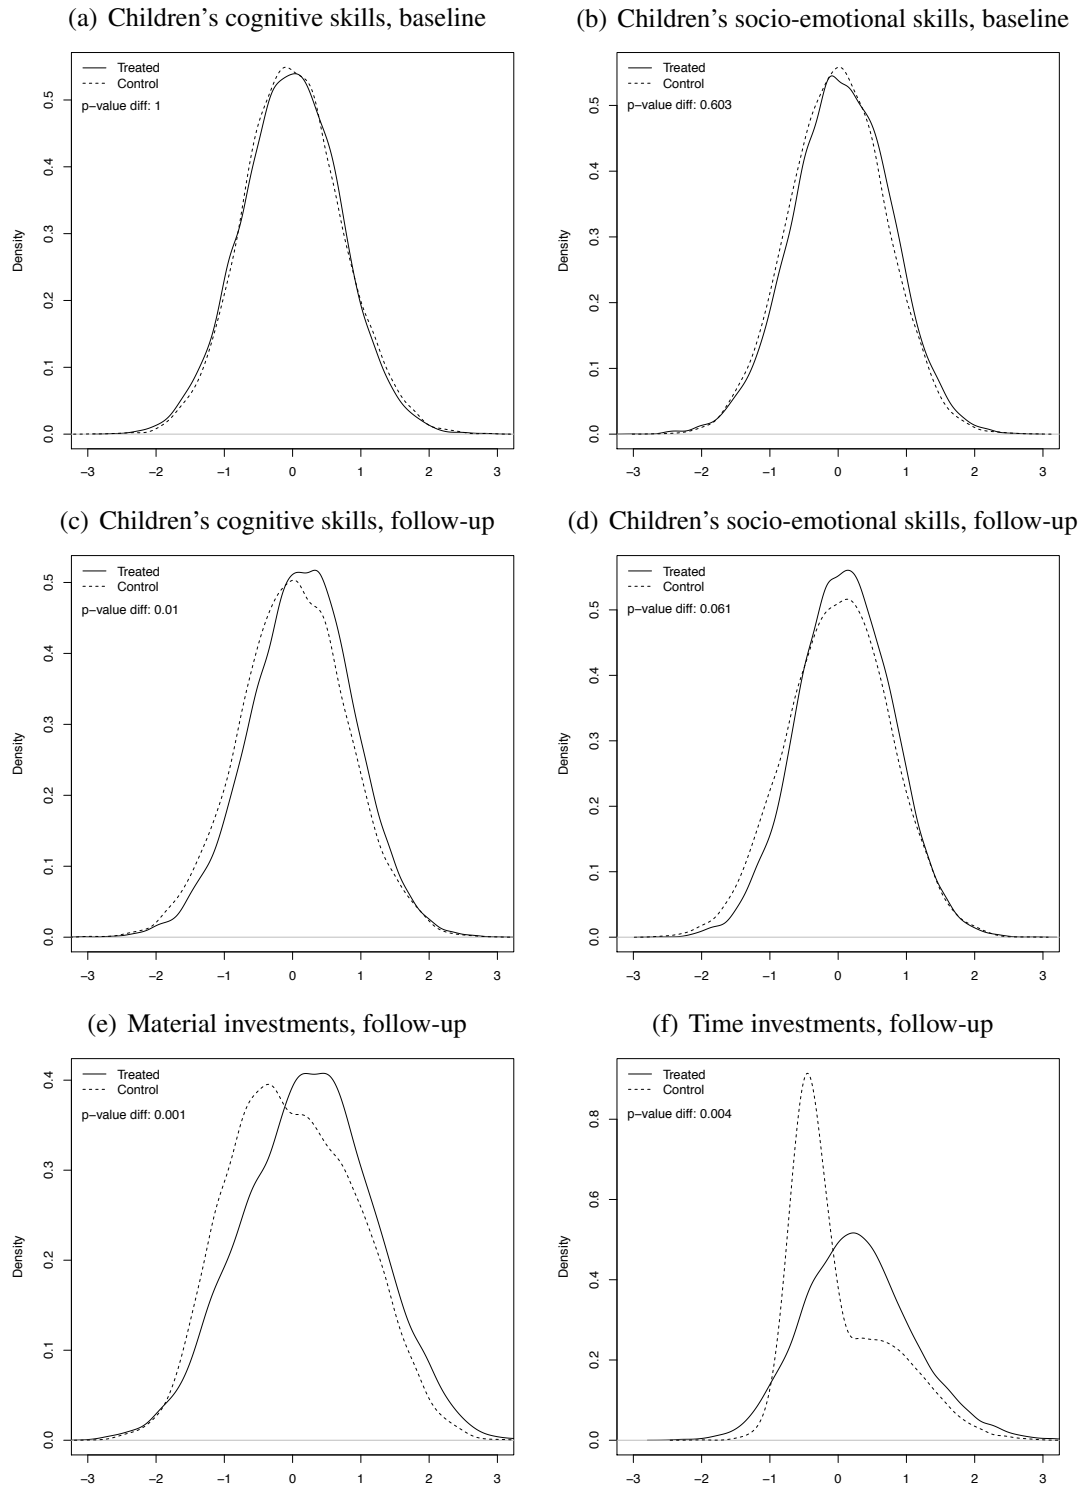 (a) Children's cognitive skills, baseline
Treated
Control
p−value diff: 1
Density
0.0 0.1 0.2 0.3 0.4 0.5
−3 −2 −1 0 1 2 3
(b) Children's socio-emotional skills, baseline
Treated
Control
p−value diff: 0.603
Density
0.0 0.1 0.2 0.3 0.4 0.5
−3 −2 −1 0 1 2 3
(c) Children's cognitive skills, follow-up
Treated
Control
p−value diff: 0.01
Density
0.0 0.1 0.2 0.3 0.4 0.5
−3 −2 −1 0 1 2 3
(d) Children's socio-emotional skills, follow-up
Treated
Control
p−value diff: 0.061
Density
0.0 0.1 0.2 0.3 0.4 0.5
−3 −2 −1 0 1 2 3
(e) Material investments, follow-up
Treated
Control
p−value diff: 0.001
Density
0.0 0.1 0.2 0.3 0.4
−3 −2 −1 0 1 2 3
(f) Time investments, follow-up
Treated
Control
p−value diff: 0.004
Density
0.0 0.2 0.4 0.6 0.8
−3 −2 −1 0 1 2 3